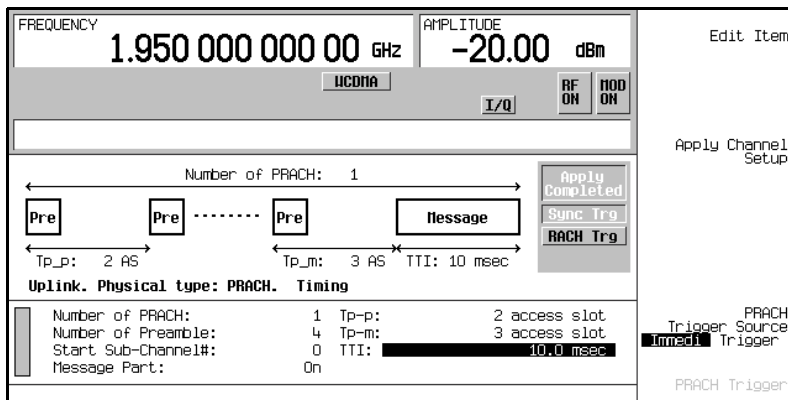 FREQUENCY
1.950 000 000 00 GHz
AMPLITUDE
-20.00 dBm
WCDMA
I/Q
RF ON
MOD ON
Edit Item
Apply Channel
Setup
Number of PRACH: 1
Pre
Pre
Pre
Message
Apply
Completed
Sync Trg
RACH Trg
Tp_p: 2 AS
Tp_m: 3 AS
TTI: 10 msec
Uplink. Physical type: PRACH. Timing
Number of PRACH: 1 Tp-p: 2 access slot
Number of Preamble: 4 Tp-m: 3 access slot
Start Sub-Channel#: 0 TTI: 10.0 msec
Message Part: On
PRACH
Trigger Source
Immedi Trigger
PRACH Trigger